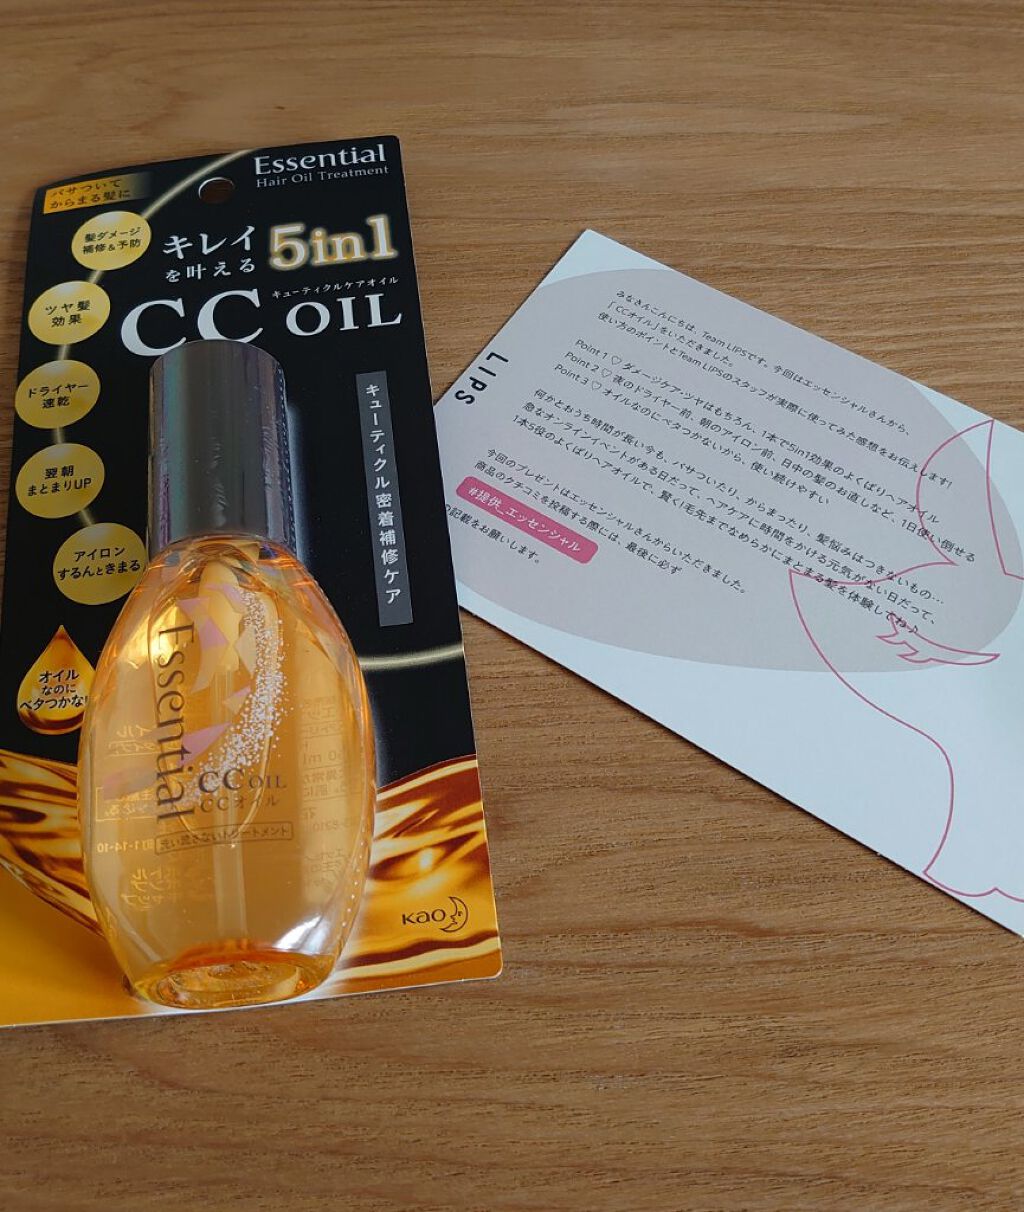 Essential
Hair Oil Treatment
パサついて
からまる髪に
髪ダメージ
補修&予防
キレイ
を叶える
5in1
キューティクルケアオイル
CC OIL
ツヤ髪
効果
ドライヤー
速乾
翌朝
まとまりUP
アイロン
するんときまる
キューティクル密着補修ケア
オイル
なのに
ベタつかない
Essential
CC OIL
CCオイル
町1-14-10
Kao
LIPS
みなさんこんにちは、Team LIPSです。今回はエッセンシャルさんから、
「CCオイル」をいただきました。
使い方のポイントとTeam LIPSのスタッフが実際に使ってみた感想をお伝えします!
Point 1 ♡ ダメージケア・ツヤはもちろん、1本で5in1効果のよくばりヘアオイル
Point 2 ♡ 夜のドライヤー前、朝のアイロン前、日中の髪のお直しなど、1日使い倒せる
Point 3 ♡ オイルなのにベタつかないから、使い続けやすい
何かとおうち時間が長い今も、パサついたり、からまったり、髪悩みはつきないもの…
急なオンラインイベントがある日だって、ヘアケアに時間をかける元気がない日だって、
1本5役のよくばりヘアオイルで、賢く!毛先までなめらかにまとまる髪を体験してね♪
今回のプレゼントはエッセンシャルさんからいただきました。
商品のクチコミを投稿する際には、最後に必ず
#提供_エッセンシャル
の記載をお願いします。